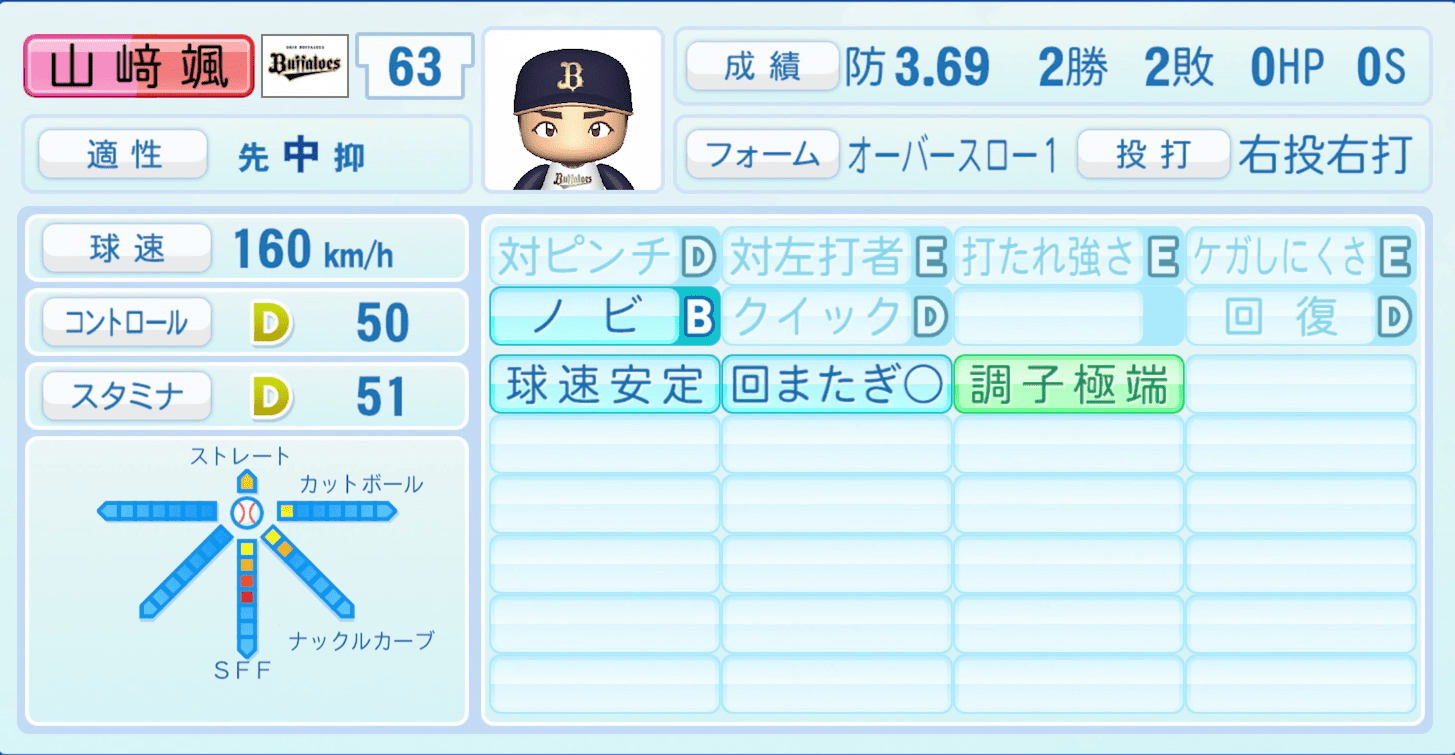 山﨑颯 Buffaloes 63
成績 防3.69 2勝 2敗 0HP 0S
適性 先 中 抑
B
Buffaloes
フォーム オーバースロー1 投打 右投右打
球速 160 km/h
コントロール D 50
スタミナ D 51
ストレート
カットボール
ナックルカーブ
SFF
対ピンチ D 対左打者 E 打たれ強さ E ケガしにくさ E
ノビ B クイック D 回復 D
球速安定 回またぎ○ 調子極端